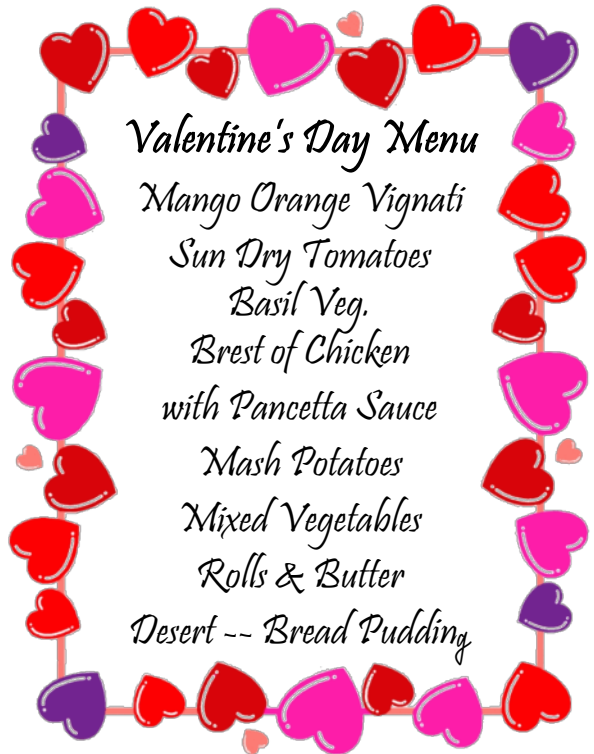 Valentine's Day Menu
Mango Orange Vignati
Sun Dry Tomatoes
Basil Veg.
Brest of Chicken
with Pancetta Sauce
Mash Potatoes
Mixed Vegetables
Rolls & Butter
Desert -- Bread Pudding